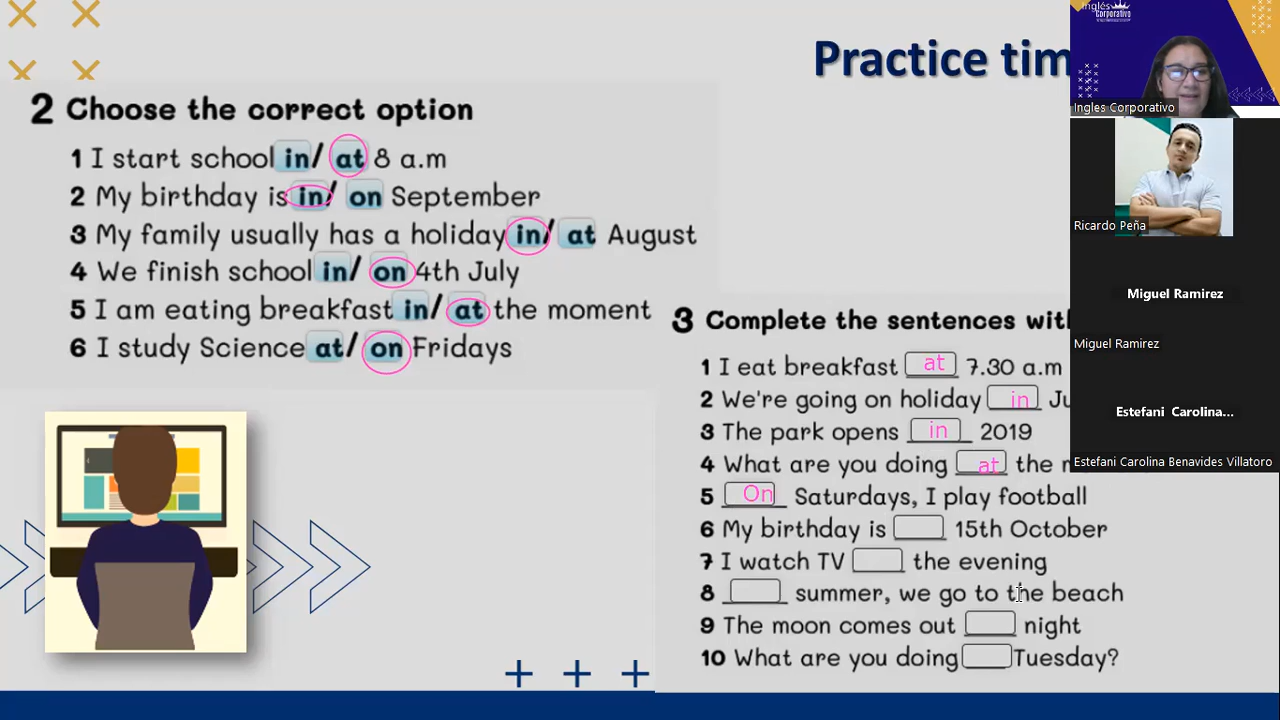 Practice tim
2 Choose the correct option
1 I start school in/ at 8 a.m
2 My birthday is in/ on September
3 My family usually has a holiday in/ at August
4 We finish school in/ on 4th July
5 I am eating breakfast in/ at the moment
6 I study Science at/ on Fridays
3 Complete the sentences wit
1 I eat breakfast at 7.30 a.m
2 We're going on holiday in Ju
3 The park opens in 2019
4 What are you doing at the m
5 On Saturdays, I play football
6 My birthday is 15th October
7 I watch TV the evening
8 summer, we go to the beach
9 The moon comes out night
10 What are you doing Tuesday?
Inglés
corporativo
Ingles Corporativo
Ricardo Peña
Miguel Ramirez
Miguel Ramirez
Estefani Carolina...
Estefani Carolina Benavides Villatoro